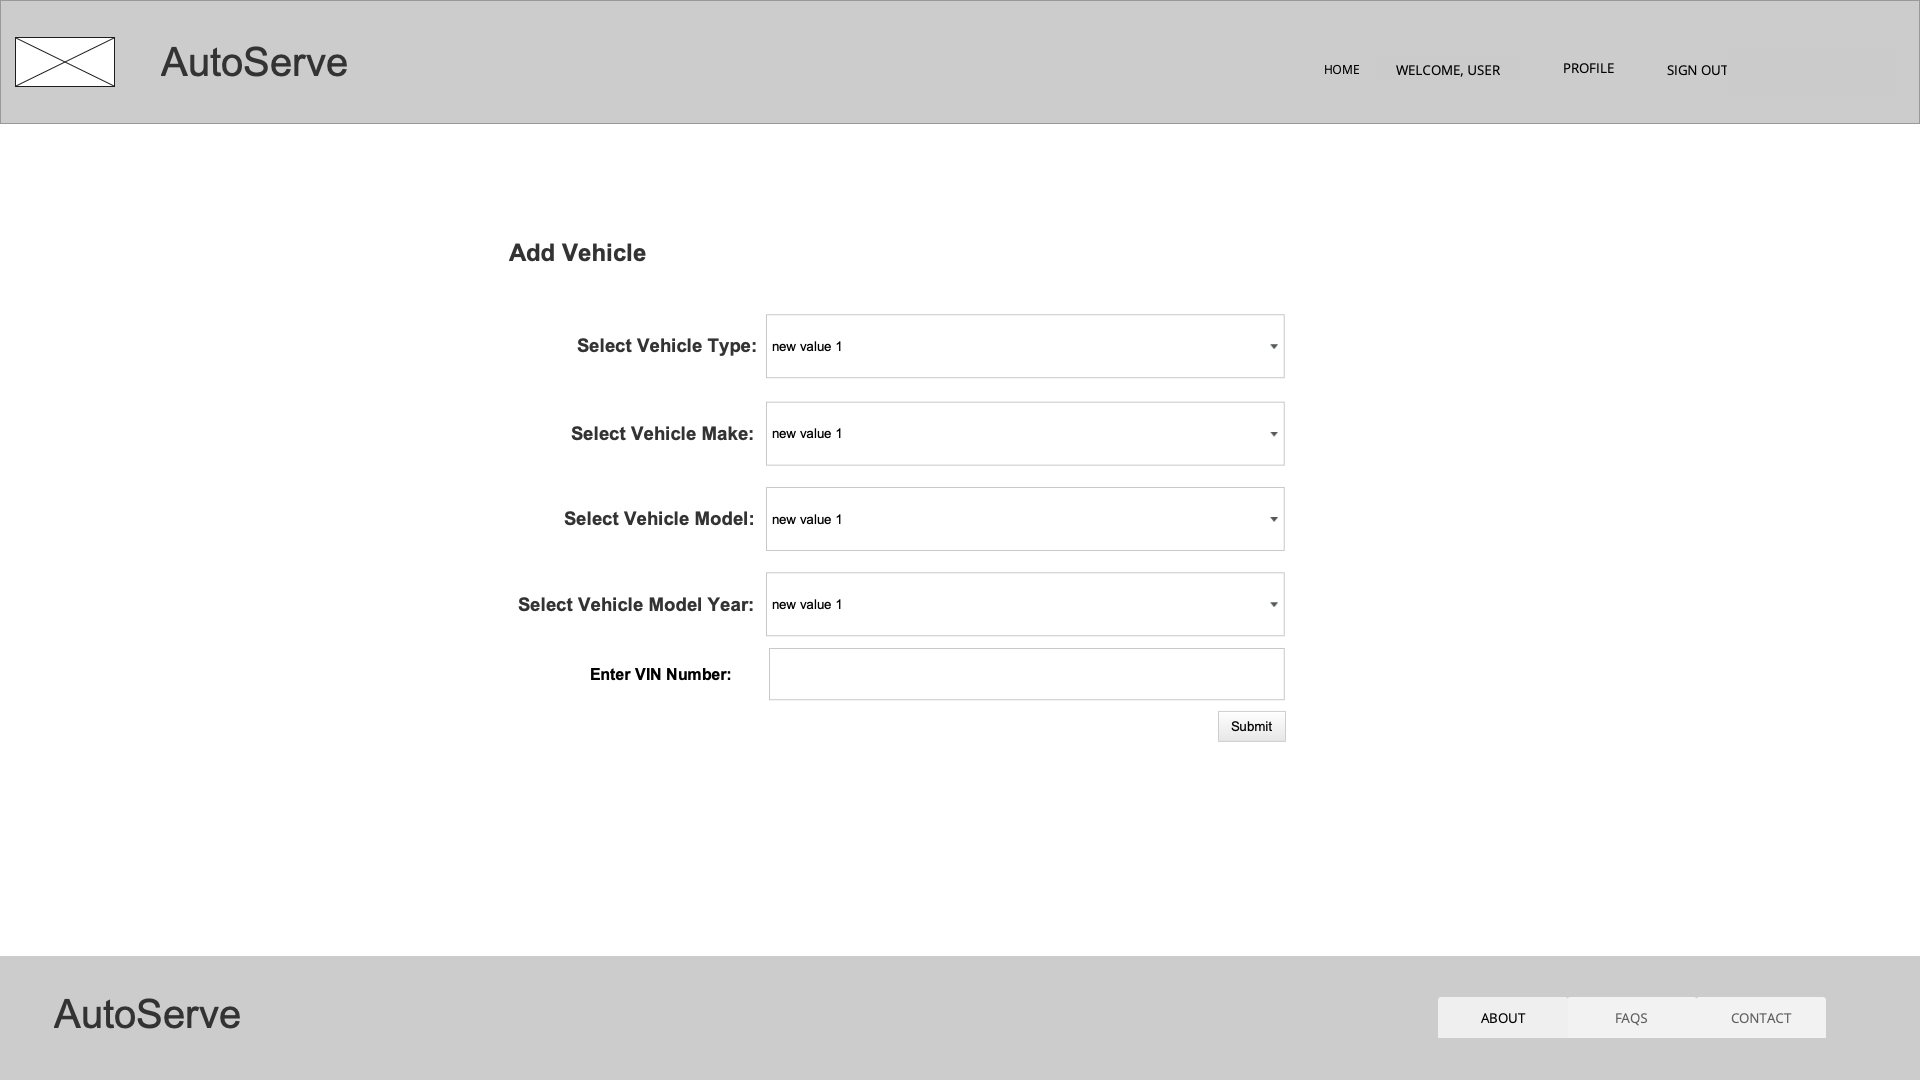 AutoServe
HOME
WELCOME, USER
PROFILE
SIGN OUT
Add Vehicle
Select Vehicle Type:
new value 1
Select Vehicle Make:
new value 1
Select Vehicle Model:
new value 1
Select Vehicle Model Year:
new value 1
Enter VIN Number:
Submit
AutoServe
ABOUT
FAQS
CONTACT